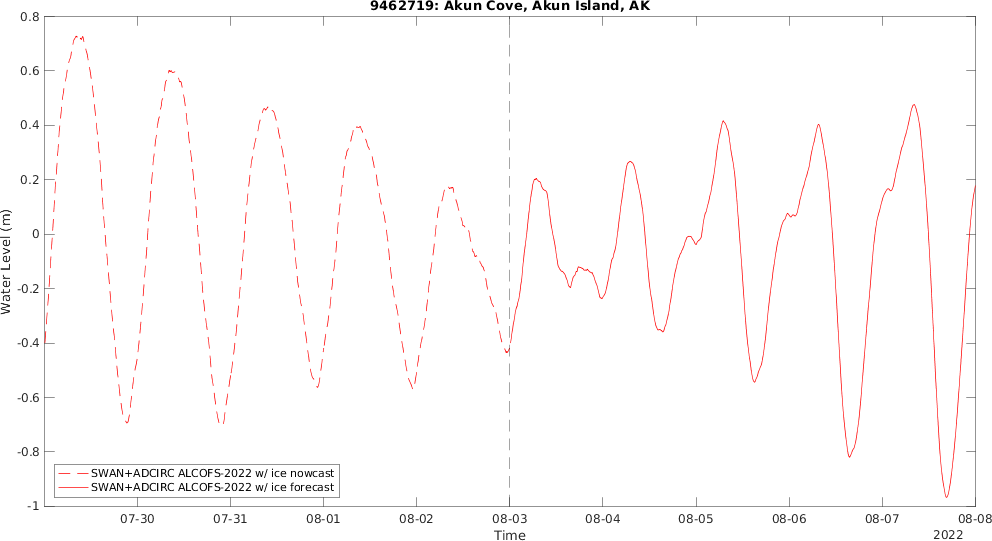 9462719: Akun Cove, Akun Island, AK
0.8
0.6
0.4
0.2
0
-0.2
-0.4
-0.6
-0.8
-1
Water Level (m)
SWAN+ADCIRC ALCOFS-2022 w/ ice nowcast
SWAN+ADCIRC ALCOFS-2022 w/ ice forecast
07-30 07-31 08-01 08-02 08-03 08-04 08-05 08-06 08-07 08-08
Time
2022